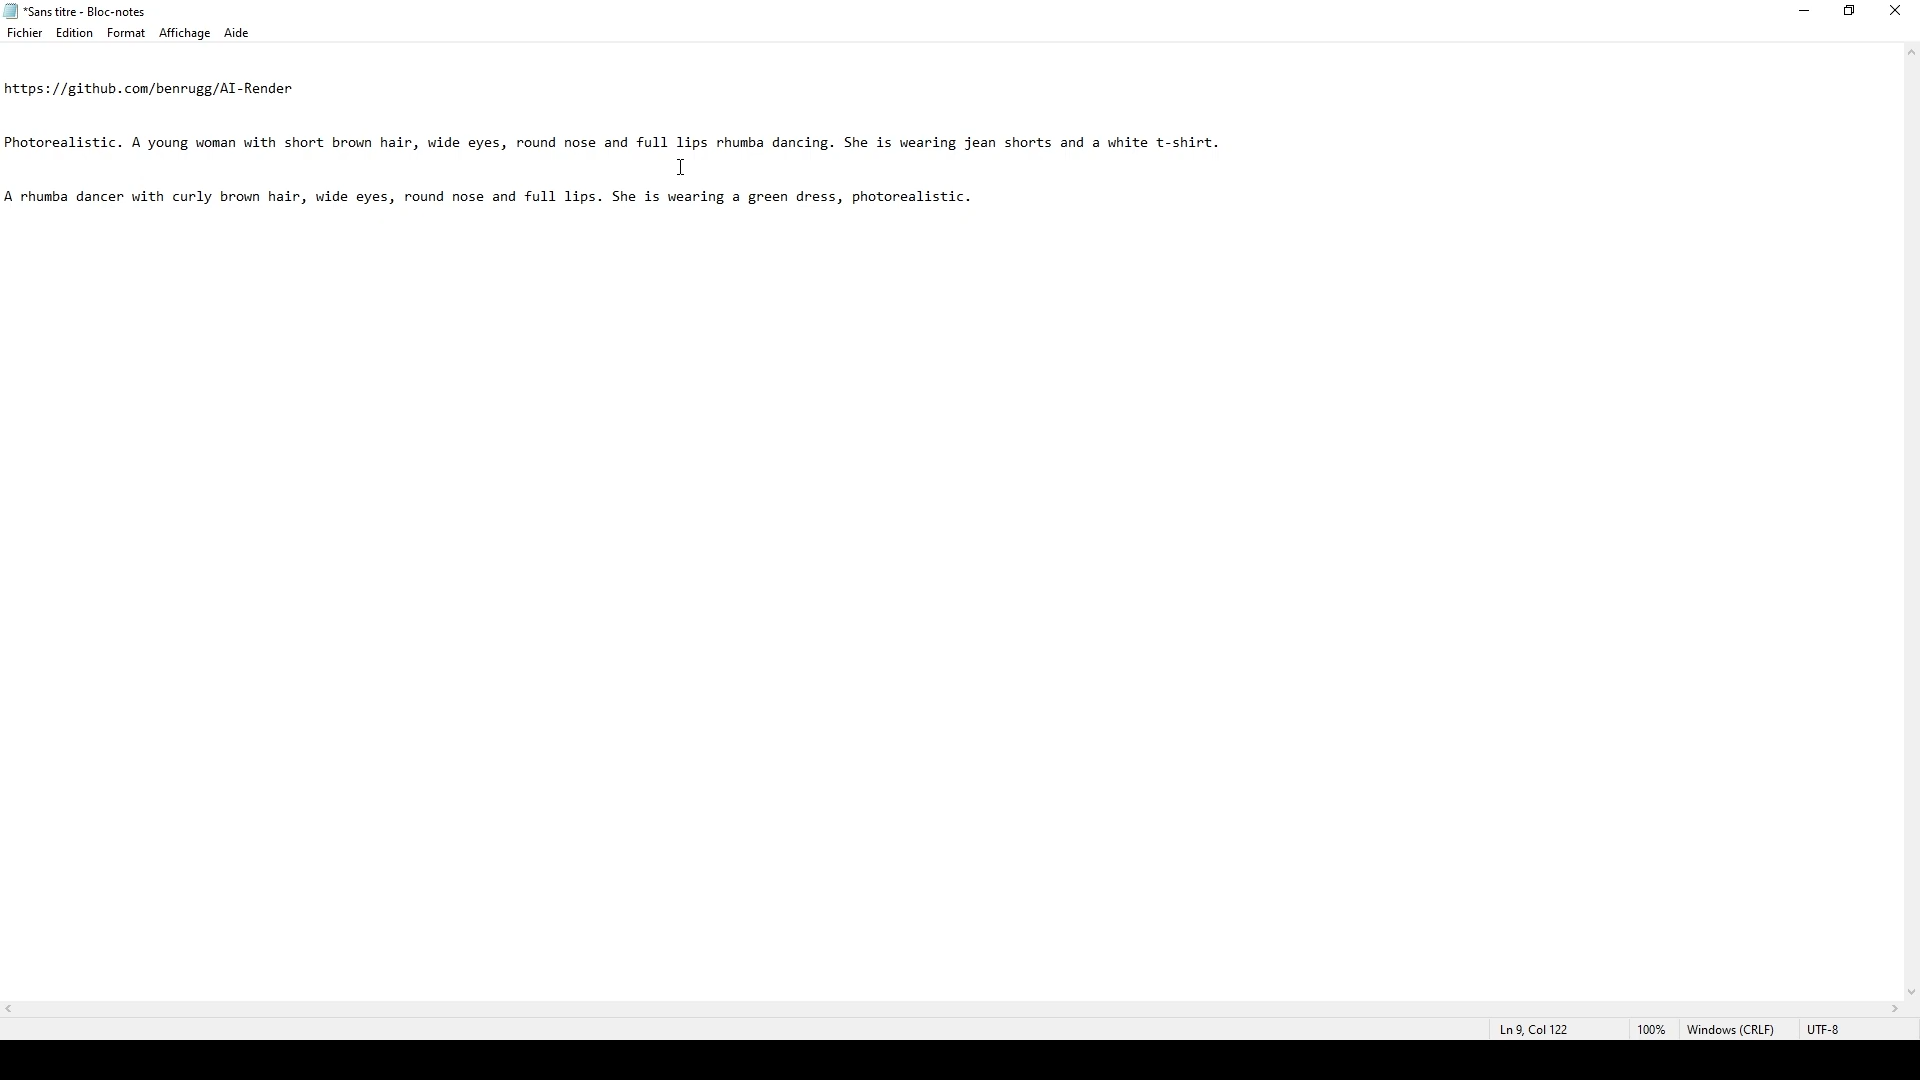 *Sans titre - Bloc-notes
Fichier Edition Format Affichage Aide
https://github.com/benrugg/AI-Render
Photorealistic. A young woman with short brown hair, wide eyes, round nose and full lips rhumba dancing. She is wearing jean shorts and a white t-shirt.
A rhumba dancer with curly brown hair, wide eyes, round nose and full lips. She is wearing a green dress, photorealistic.
Ln 9, Col 122 100% Windows (CRLF) UTF-8